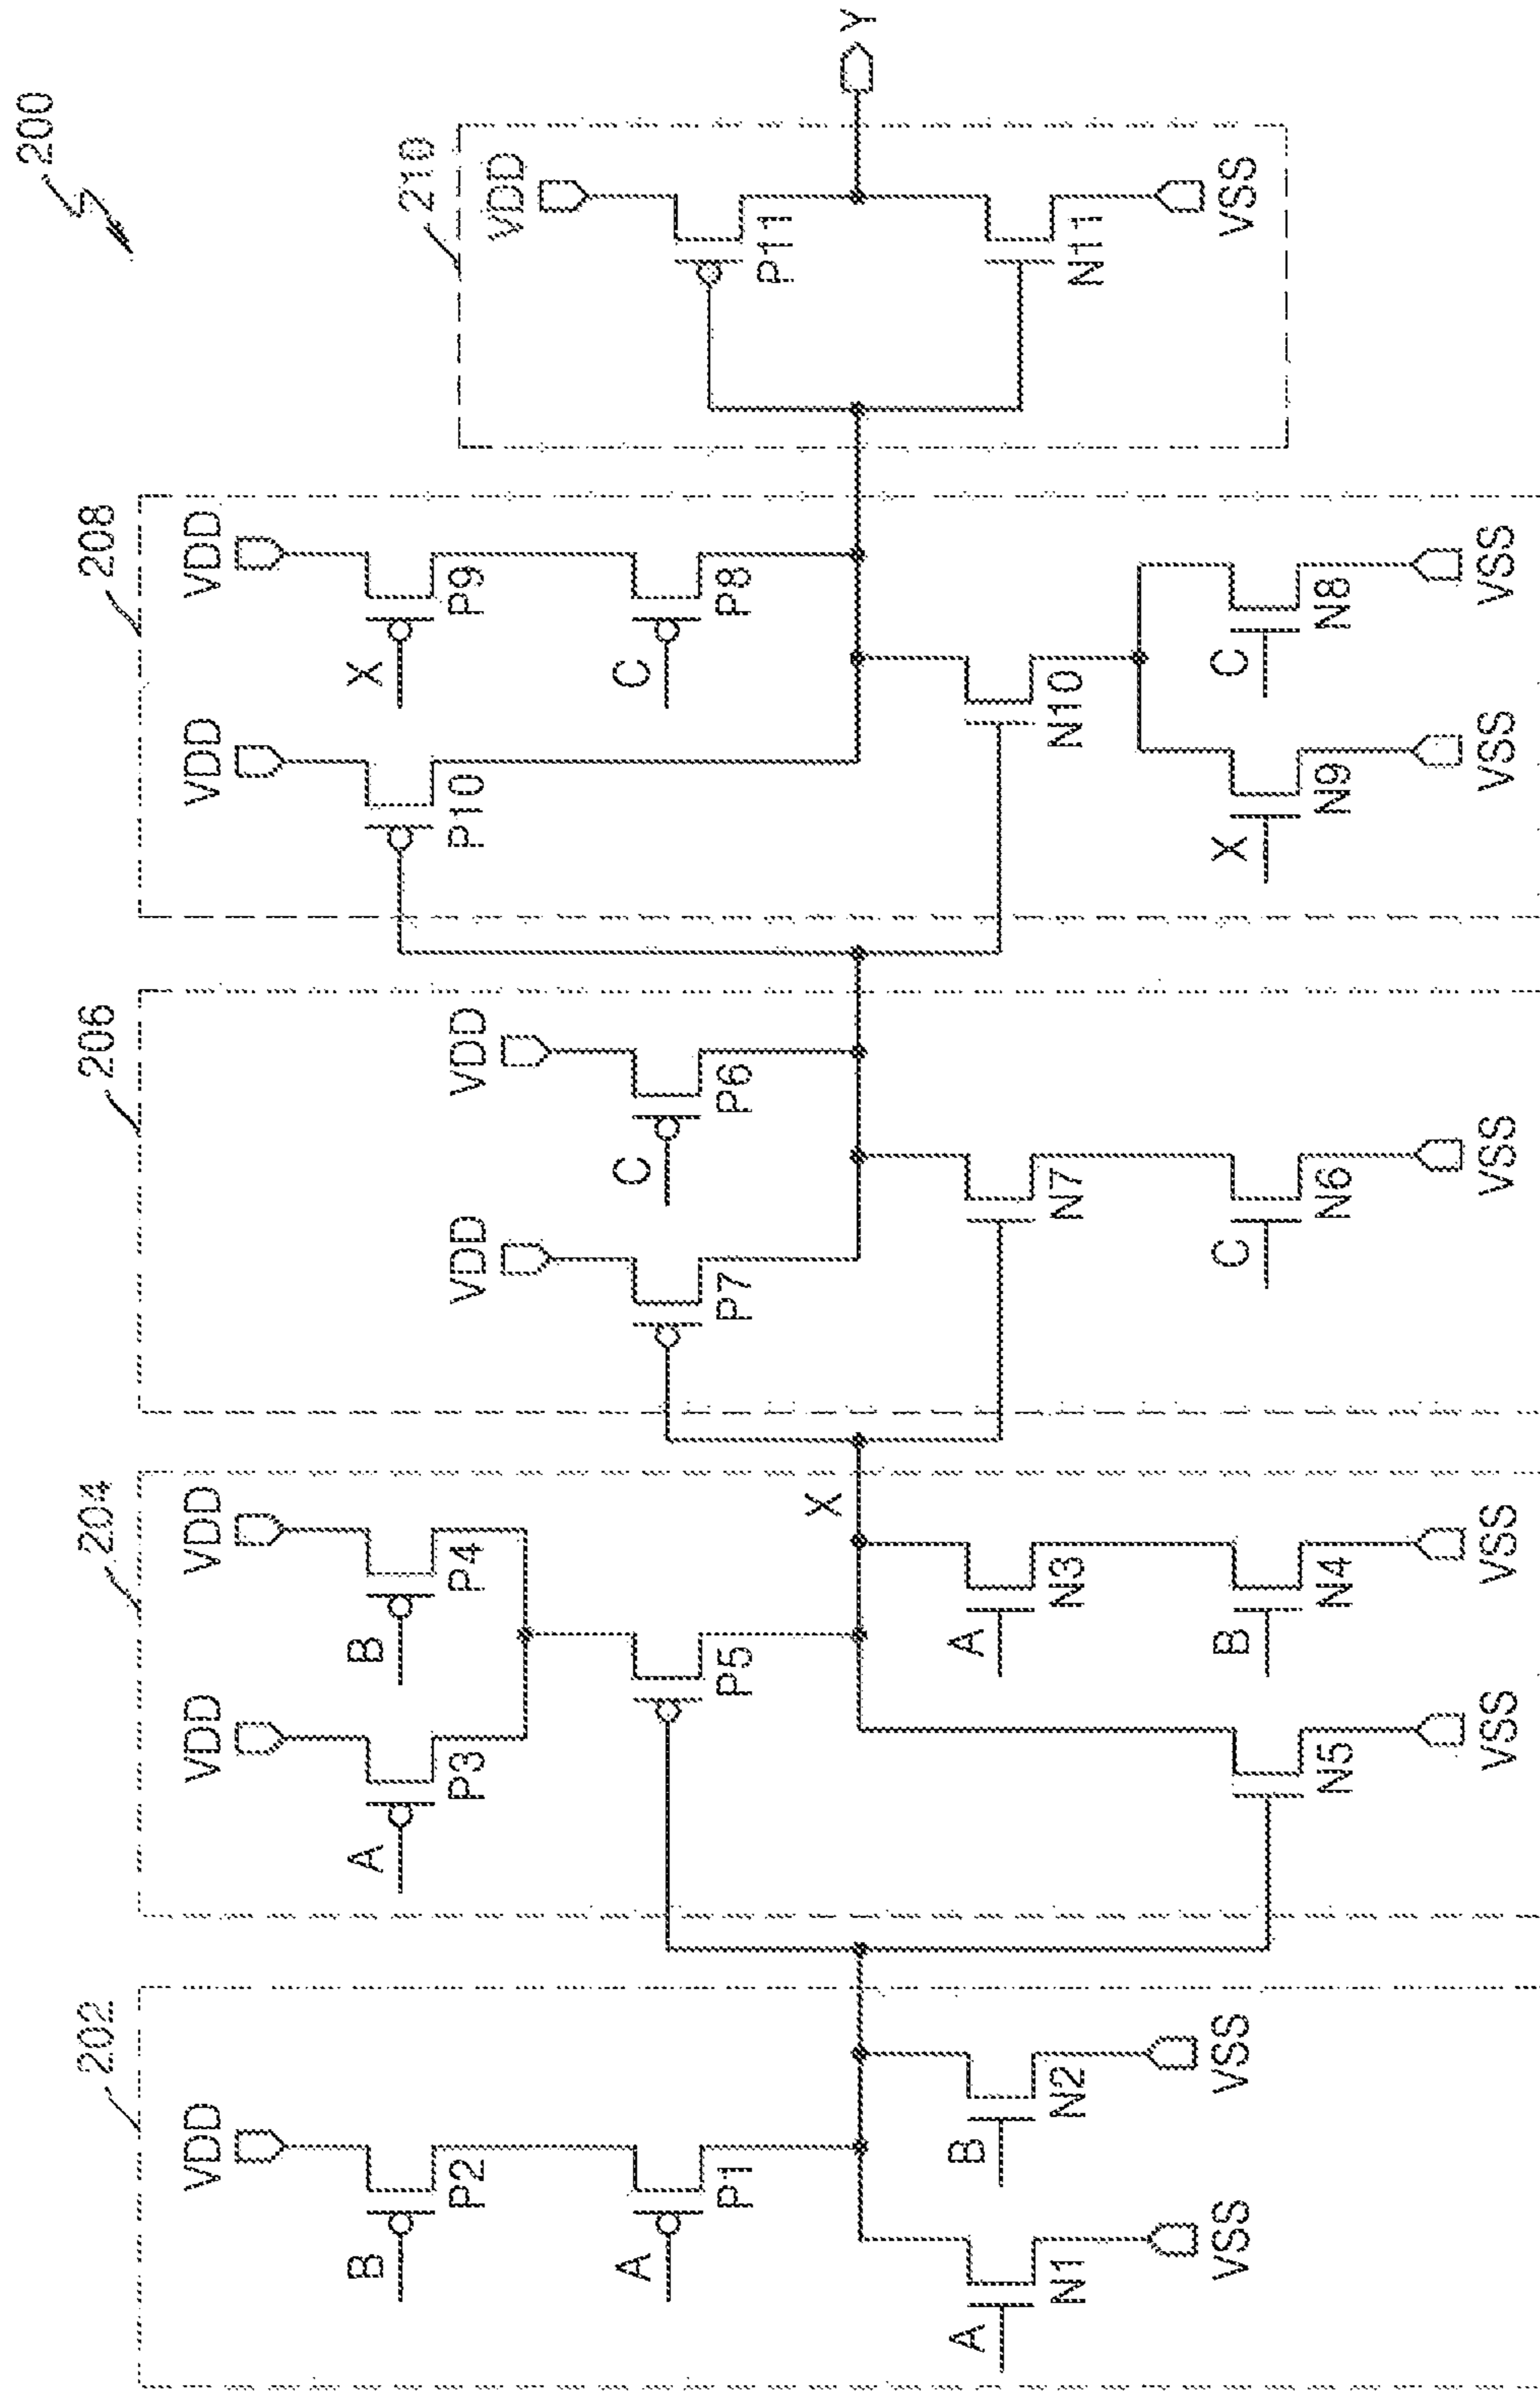 200
202
VDD
B
P2
A
P1
A
N1
B
N2
VSS
VSS
204
VDD
VDD
A
P3
B
P4
P5
X
A
N3
B
N4
N5
VSS
VSS
206
VDD
VDD
P7
C
P6
N7
C
N6
VSS
208
VDD
VDD
P10
X
P9
C
P8
N10
X
N9
C
N8
VSS
VSS
210
VDD
P11
N11
VSS
Y